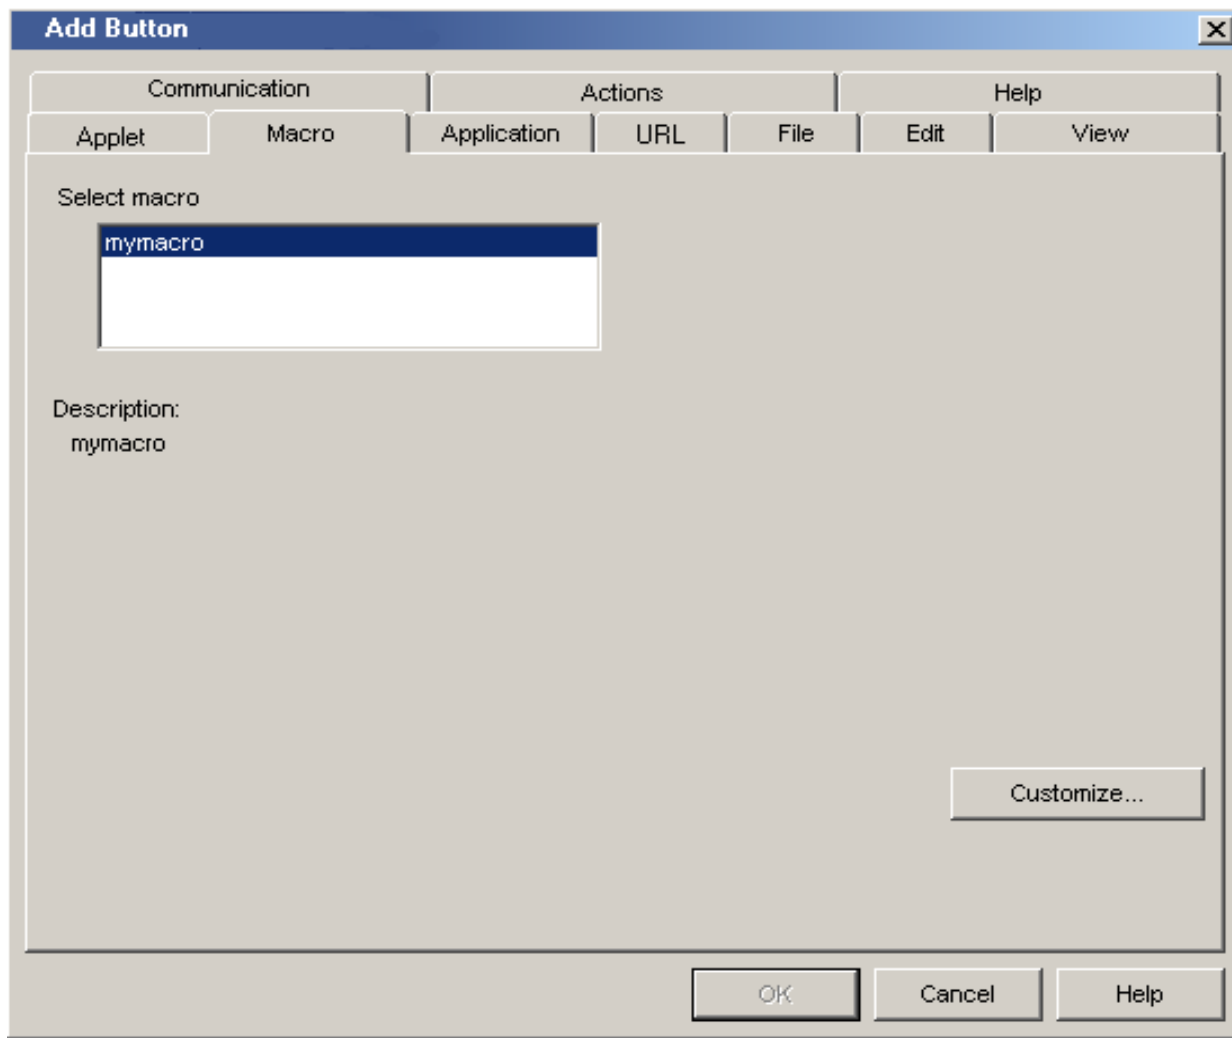 Add Button
Communication Actions Help
Applet Macro Application URL File Edit View
Select macro
mymacro
Description:
mymacro
Customize...
OK Cancel Help